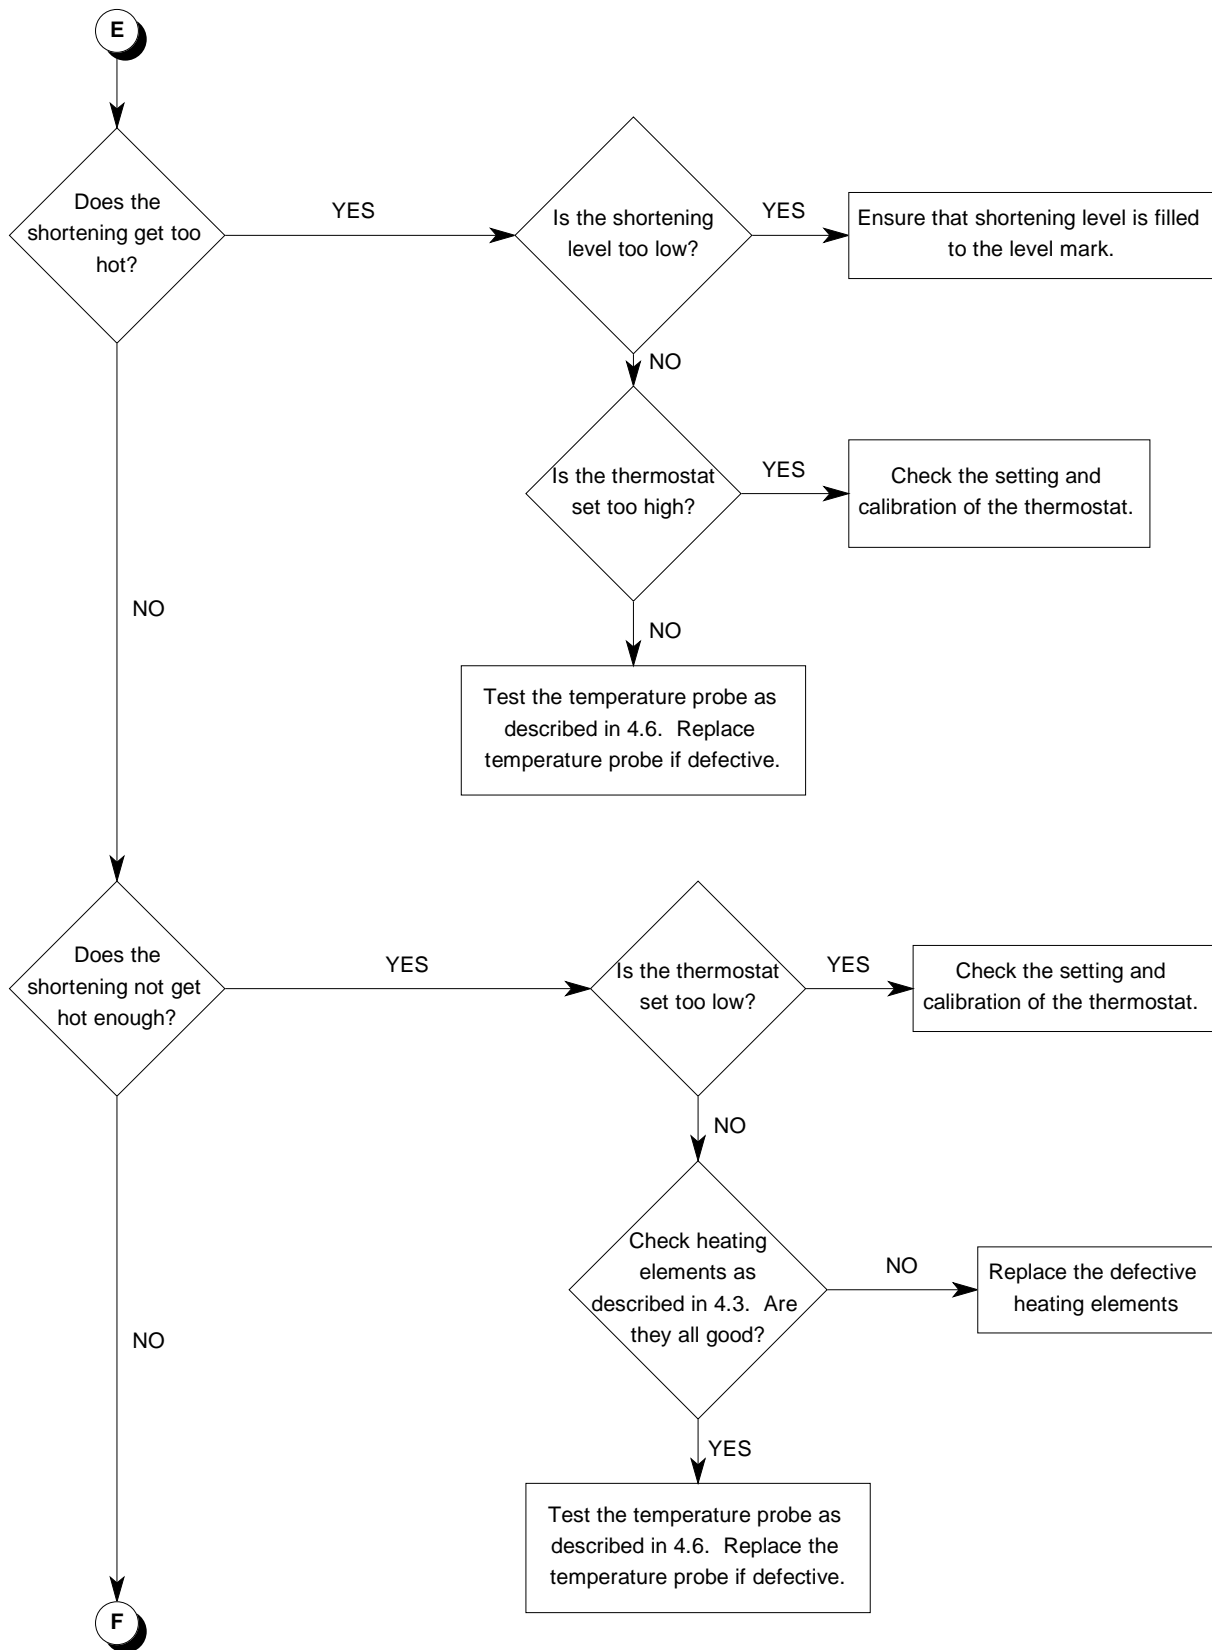 E
Does the
shortening get too
hot?
YES
Is the shortening
level too low?
YES
Ensure that shortening level is filled
to the level mark.
NO
Is the thermostat
set too high?
YES
Check the setting and
calibration of the thermostat.
NO
Test the temperature probe as
described in 4.6.  Replace
temperature probe if defective.
NO
Does the
shortening not get
hot enough?
YES
Is the thermostat
set too low?
YES
Check the setting and
calibration of the thermostat.
NO
Check heating
elements as
described in 4.3.  Are
they all good?
NO
Replace the defective
heating elements
YES
Test the temperature probe as
described in 4.6.  Replace the
temperature probe if defective.
NO
F